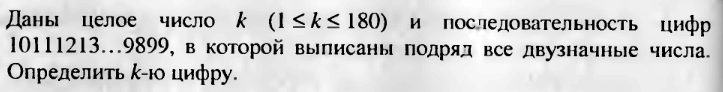 Даны целое число k (1 ≤ k ≤ 180) и последовательность цифр
10111213...9899, в которой выписаны подряд все двузначные числа.
Определить k-ю цифру.